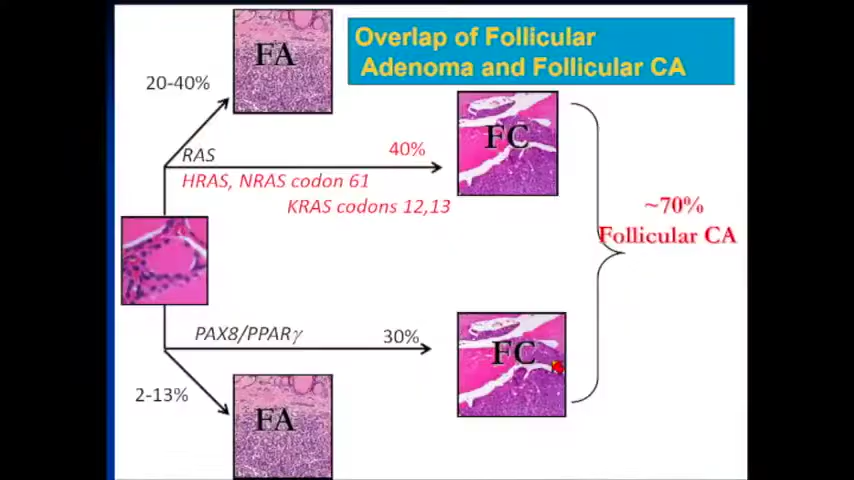 Overlap of Follicular
Adenoma and Follicular CA
FA
20-40%
RAS
40%
FC
HRAS, NRAS codon 61
KRAS codons 12,13
~70%
Follicular CA
PAX8/PPARγ
30%
FC
2-13%
FA